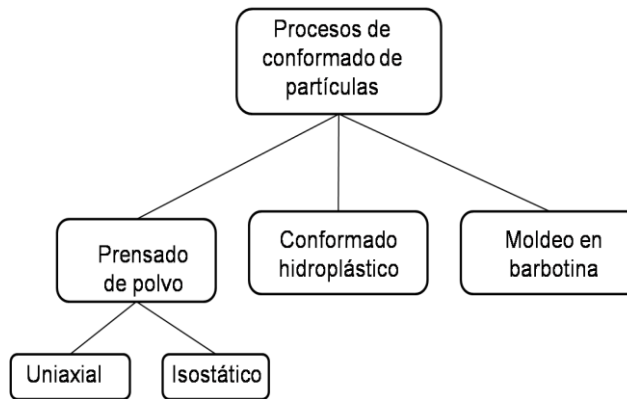 Procesos de
conformado de
partículas
Prensado
de polvo
Conformado
hidroplástico
Moldeo en
barbotina
Uniaxial
Isostático